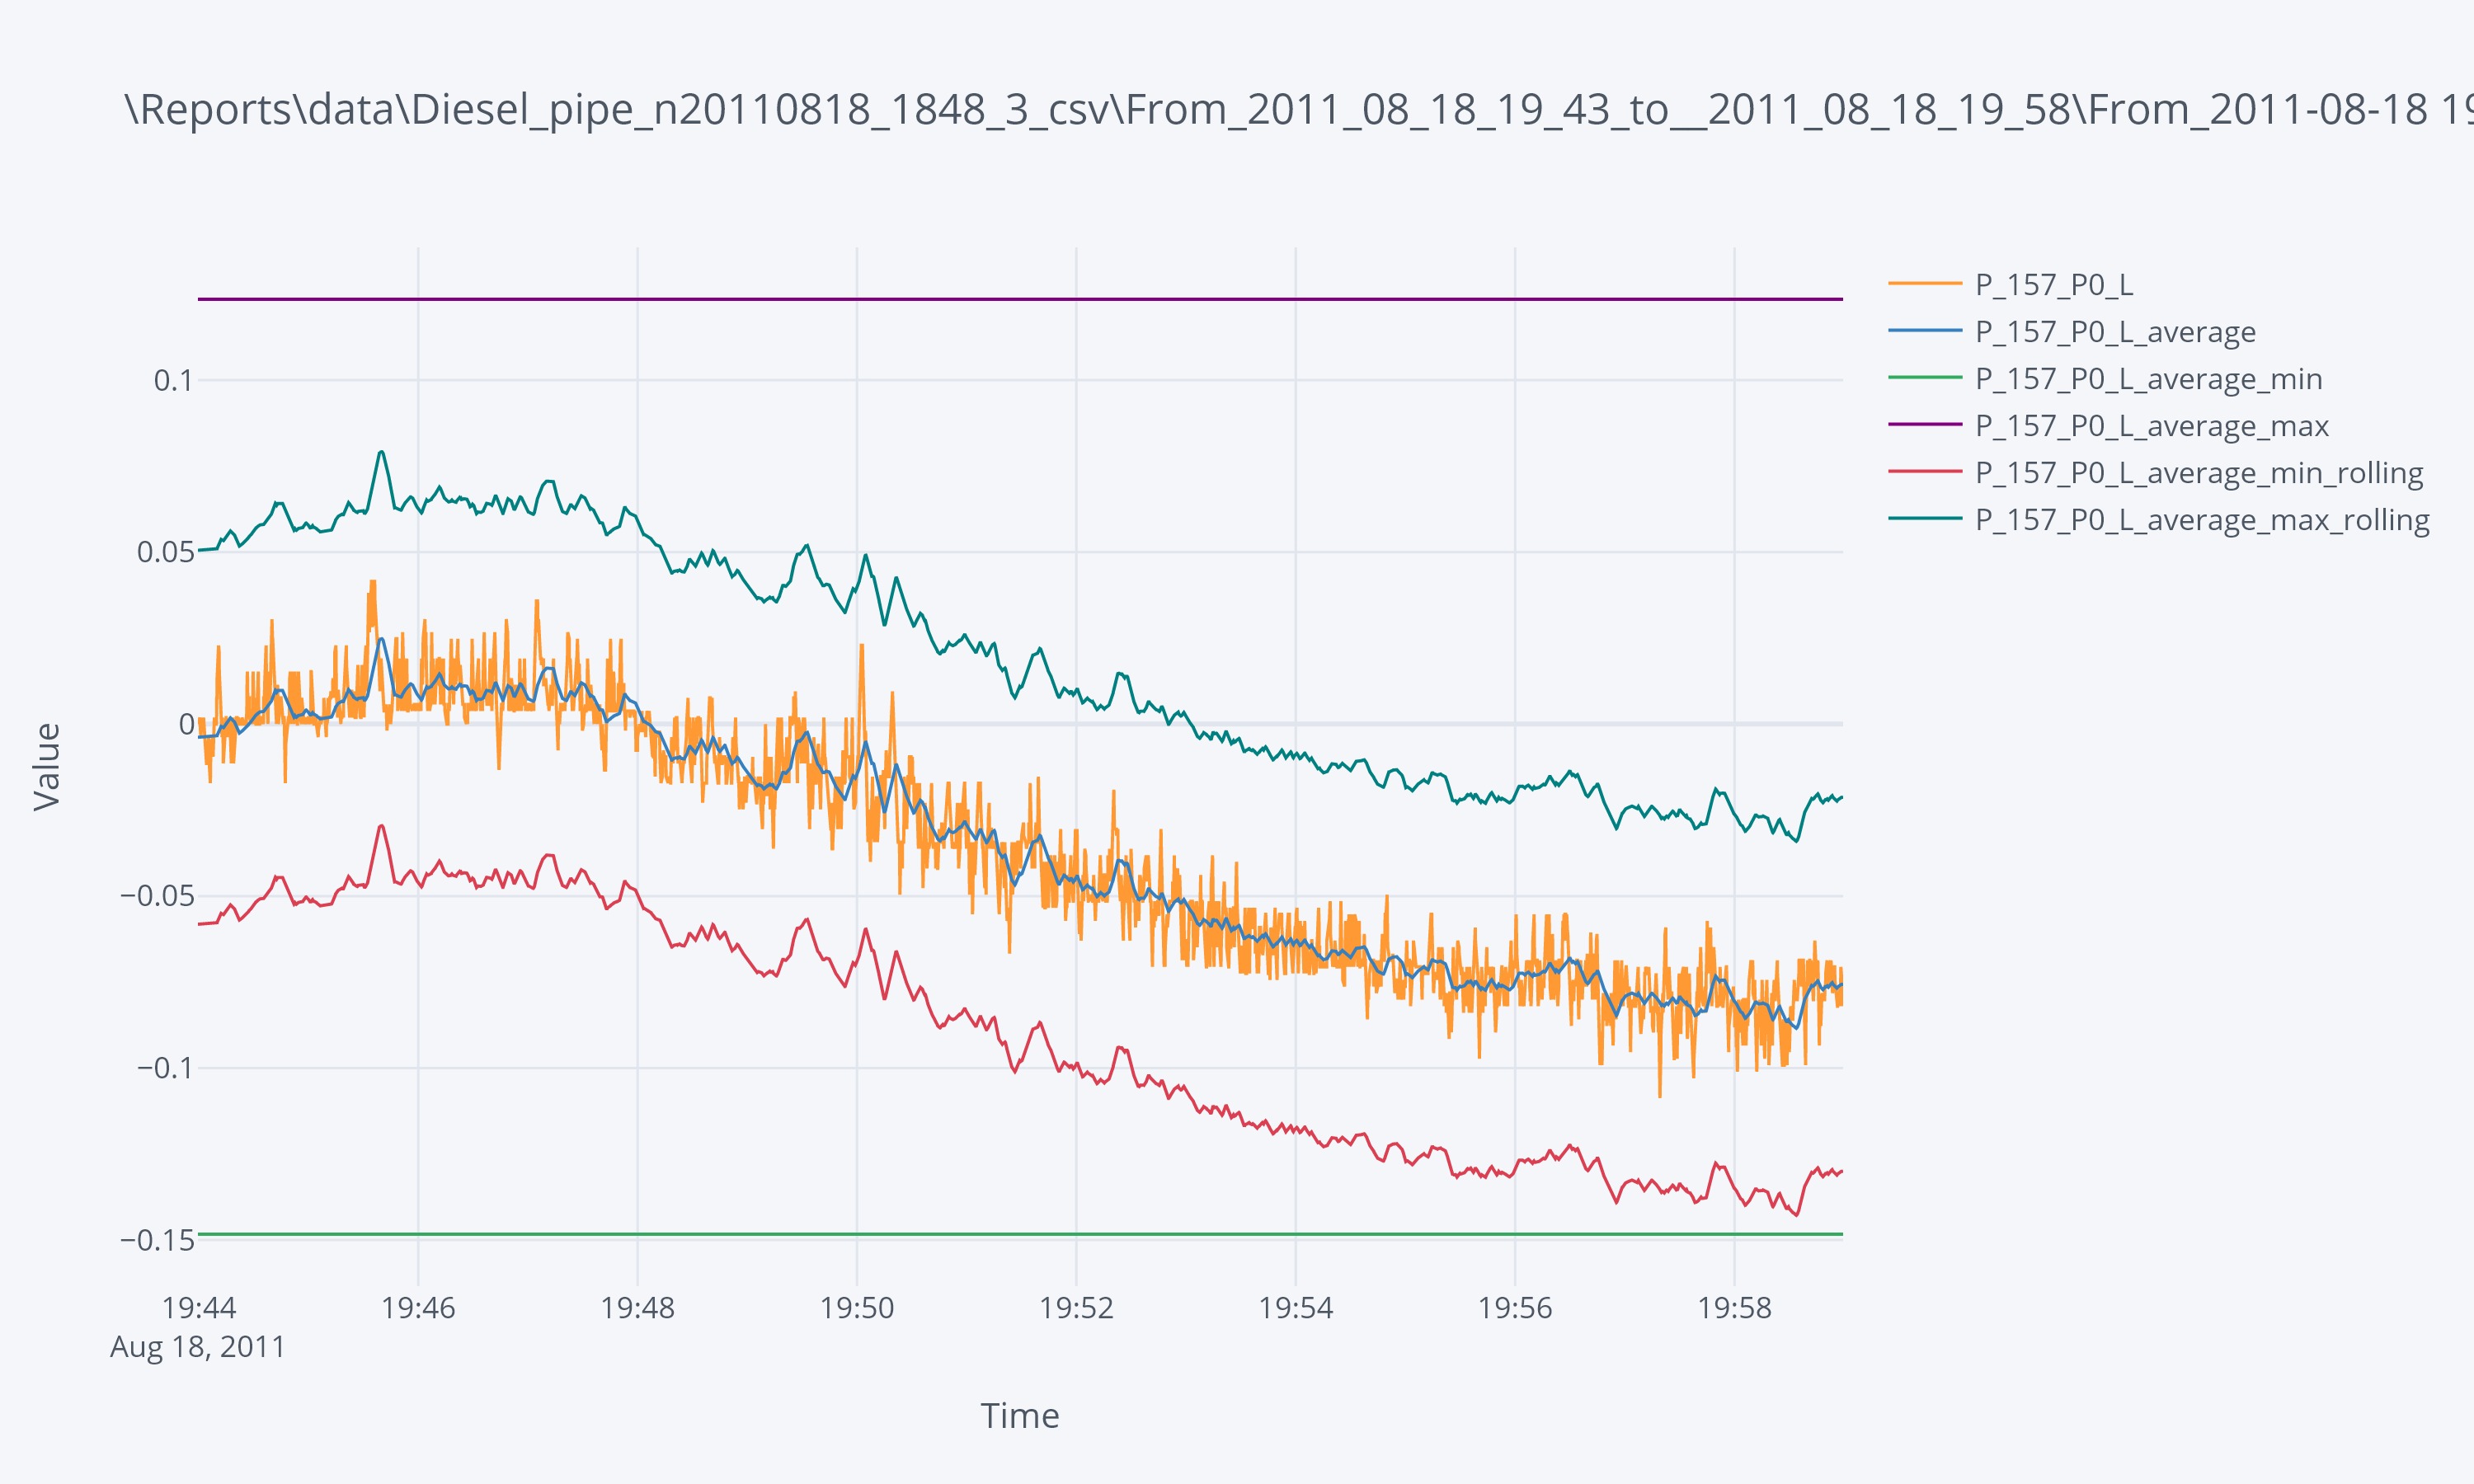 \Reports\data\Diesel_pipe_n20110818_1848_3_csv\From_2011_08_18_19_43_to__2011_08_18_19_58\From_2011-08-18 19
P_157_P0_L
P_157_P0_L_average
P_157_P0_L_average_min
P_157_P0_L_average_max
P_157_P0_L_average_min_rolling
P_157_P0_L_average_max_rolling
0.1
0.05
0
−0.05
−0.1
−0.15
Value
19:44 19:46 19:48 19:50 19:52 19:54 19:56 19:58
Aug 18, 2011
Time